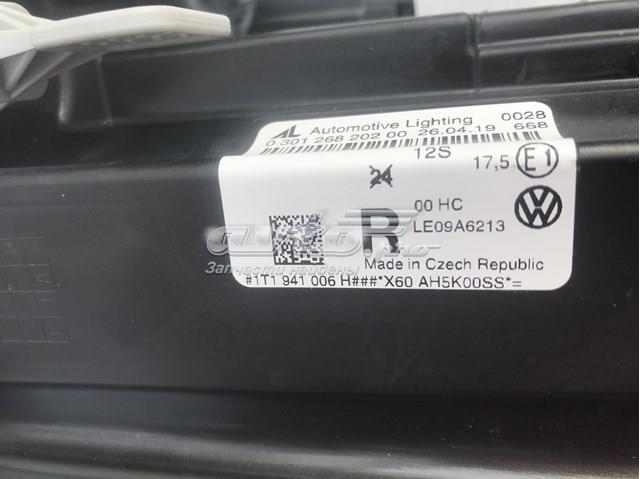 AL Automotive Lighting 0028
0 301 268 202 00 26.04.19 668
12S 17,5 E1
24
00 HC
R LE09A6213
Запчасти найдены
Made in Czech Republic
#1T1 941 006 H###*X60 AH5K00SS*=